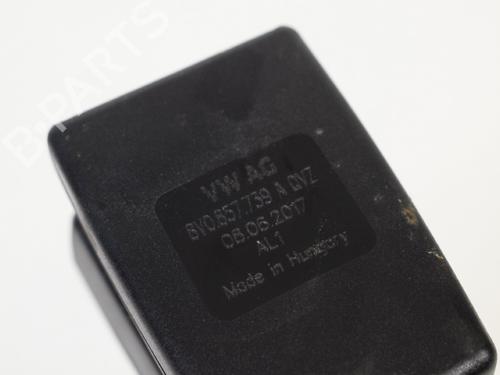 B-PARTS
VW AG
8V0.857.739 A QVZ
08.06.2017
AL1
Made in Hungary